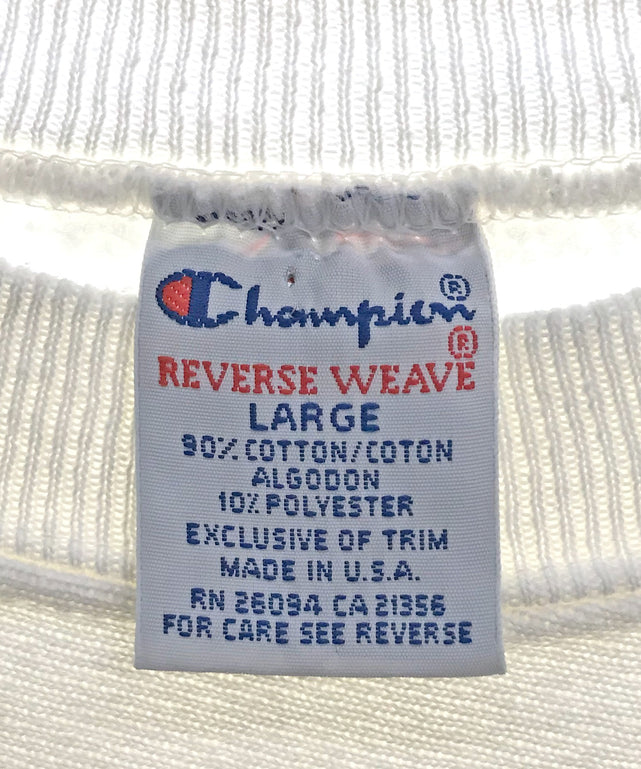 Champion®
REVERSE WEAVE®
LARGE
90% COTTON/COTON
ALGODON
10% POLYESTER
EXCLUSIVE OF TRIM
MADE IN U.S.A.
RN 26094 CA 21356
FOR CARE SEE REVERSE